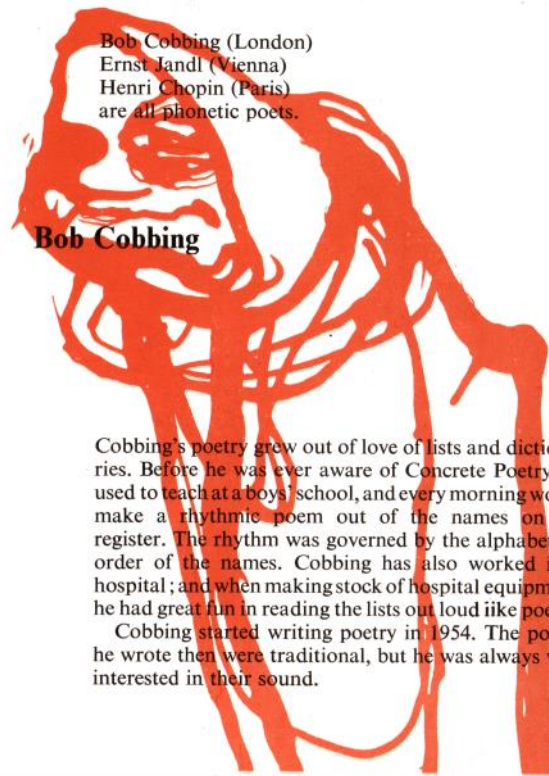 Bob Cobbing (London)
Ernst Jandl (Vienna)
Henri Chopin (Paris)
are all phonetic poets.
Bob Cobbing
Cobbing's poetry grew out of love of lists and dictio
ries. Before he was ever aware of Concrete Poetry
used to teach at a boys' school, and every morning wo
make a rhythmic poem out of the names on
register. The rhythm was governed by the alphabe
order of the names. Cobbing has also worked i
hospital; and when making stock of hospital equipm
he had great fun in reading the lists out loud iike poe
Cobbing started writing poetry in 1954. The po
he wrote then were traditional, but he was always v
interested in their sound.